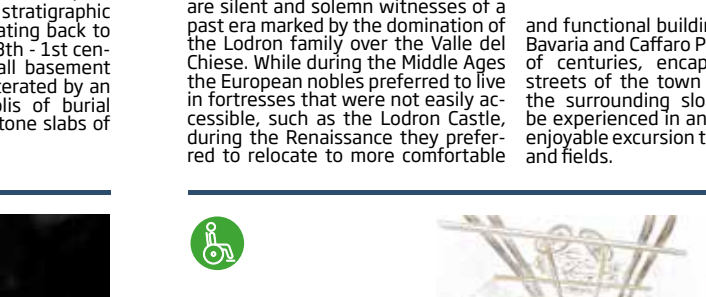 stratigraphic
ating back to
th - 1st cen-
all basement
erated by an
lis of burial
tone slabs of
are silent and solemn witnesses of a
past era marked by the domination of
the Lodron family over the Valle del
Chiese. While during the Middle Ages
the European nobles preferred to live
in fortresses that were not easily ac-
cessible, such as the Lodron Castle,
during the Renaissance they prefer-
red to relocate to more comfortable
and functional buildin
Bavaria and Caffaro P
of centuries, encap
streets of the town
the surrounding slo
be experienced in an
enjoyable excursion t
and fields.